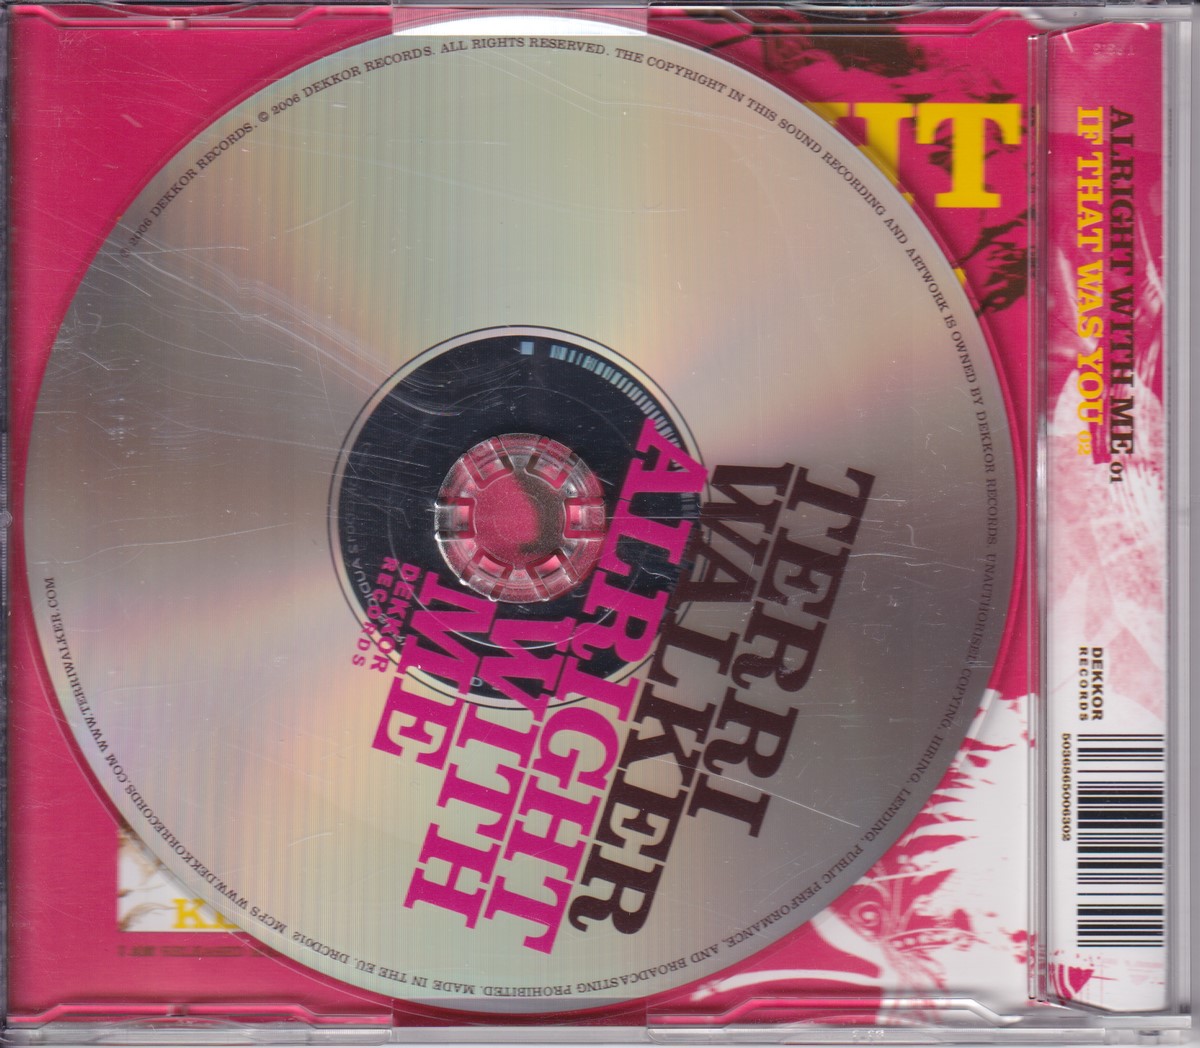 TERRI
WALKER
ALRIGHT
WITH
ME
DEKKOR
RECORDS
℗ 2006 DEKKOR RECORDS. © 2006 DEKKOR RECORDS. ALL RIGHTS RESERVED. THE COPYRIGHT IN THIS SOUND RECORDING AND ARTWORK IS OWNED BY DEKKOR RECORDS. UNAUTHORISED COPYING, HIRING, LENDING, PUBLIC PERFORMANCE, AND BROADCASTING PROHIBITED. MADE IN THE EU. DRCD012 MCPS WWW.DEKKORRECORDS.COM WWW.TERRIWALKER.COM
ALRIGHT WITH ME 01
IF THAT WAS YOU 02
DEKKOR
RECORDS
5036865006302